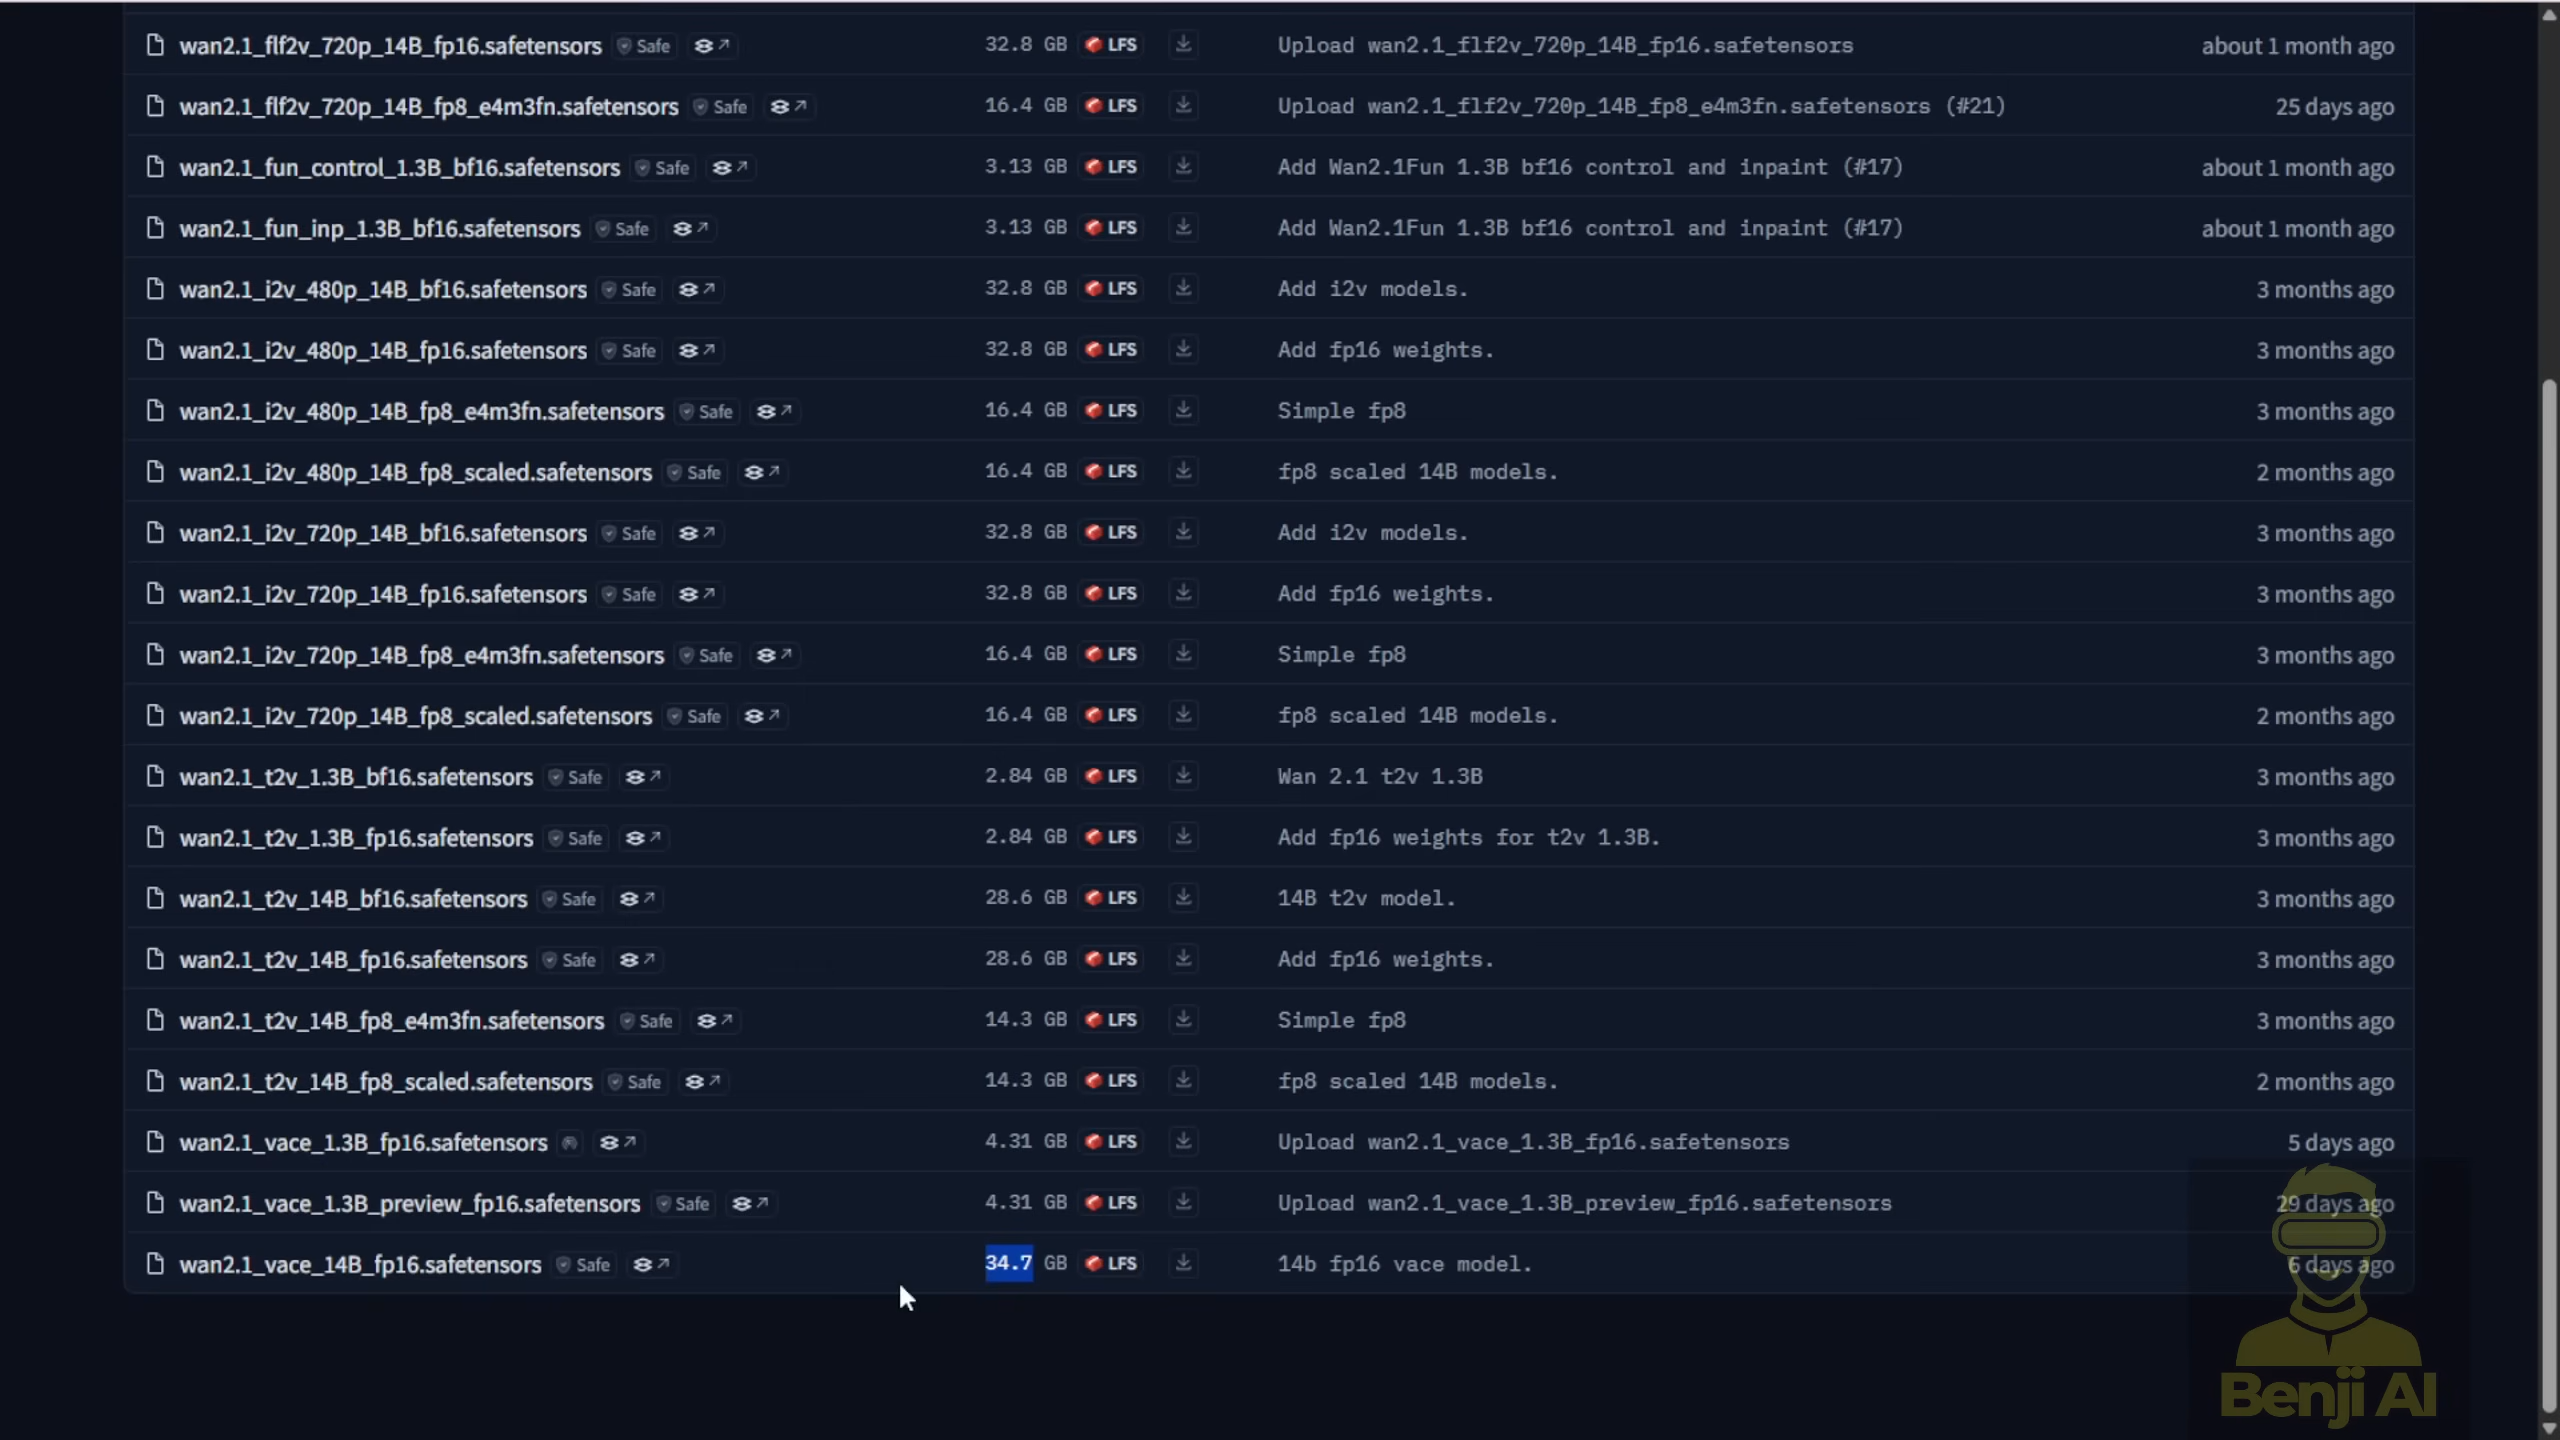 wan2.1_flf2v_720p_14B_fp16.safetensors Safe 32.8 GB LFS Upload wan2.1_flf2v_720p_14B_fp16.safetensors about 1 month ago
wan2.1_flf2v_720p_14B_fp8_e4m3fn.safetensors Safe 16.4 GB LFS Upload wan2.1_flf2v_720p_14B_fp8_e4m3fn.safetensors (#21) 25 days ago
wan2.1_fun_control_1.3B_bf16.safetensors Safe 3.13 GB LFS Add Wan2.1Fun 1.3B bf16 control and inpaint (#17) about 1 month ago
wan2.1_fun_inp_1.3B_bf16.safetensors Safe 3.13 GB LFS Add Wan2.1Fun 1.3B bf16 control and inpaint (#17) about 1 month ago
wan2.1_i2v_480p_14B_bf16.safetensors Safe 32.8 GB LFS Add i2v models. 3 months ago
wan2.1_i2v_480p_14B_fp16.safetensors Safe 32.8 GB LFS Add fp16 weights. 3 months ago
wan2.1_i2v_480p_14B_fp8_e4m3fn.safetensors Safe 16.4 GB LFS Simple fp8 3 months ago
wan2.1_i2v_480p_14B_fp8_scaled.safetensors Safe 16.4 GB LFS fp8 scaled 14B models. 2 months ago
wan2.1_i2v_720p_14B_bf16.safetensors Safe 32.8 GB LFS Add i2v models. 3 months ago
wan2.1_i2v_720p_14B_fp16.safetensors Safe 32.8 GB LFS Add fp16 weights. 3 months ago
wan2.1_i2v_720p_14B_fp8_e4m3fn.safetensors Safe 16.4 GB LFS Simple fp8 3 months ago
wan2.1_i2v_720p_14B_fp8_scaled.safetensors Safe 16.4 GB LFS fp8 scaled 14B models. 2 months ago
wan2.1_t2v_1.3B_bf16.safetensors Safe 2.84 GB LFS Wan 2.1 t2v 1.3B 3 months ago
wan2.1_t2v_1.3B_fp16.safetensors Safe 2.84 GB LFS Add fp16 weights for t2v 1.3B. 3 months ago
wan2.1_t2v_14B_bf16.safetensors Safe 28.6 GB LFS 14B t2v model. 3 months ago
wan2.1_t2v_14B_fp16.safetensors Safe 28.6 GB LFS Add fp16 weights. 3 months ago
wan2.1_t2v_14B_fp8_e4m3fn.safetensors Safe 14.3 GB LFS Simple fp8 3 months ago
wan2.1_t2v_14B_fp8_scaled.safetensors Safe 14.3 GB LFS fp8 scaled 14B models. 2 months ago
wan2.1_vace_1.3B_fp16.safetensors 4.31 GB LFS Upload wan2.1_vace_1.3B_fp16.safetensors 5 days ago
wan2.1_vace_1.3B_preview_fp16.safetensors Safe 4.31 GB LFS Upload wan2.1_vace_1.3B_preview_fp16.safetensors 29 days ago
wan2.1_vace_14B_fp16.safetensors Safe 34.7 GB LFS 14b fp16 vace model. 6 days ago
Benji AI